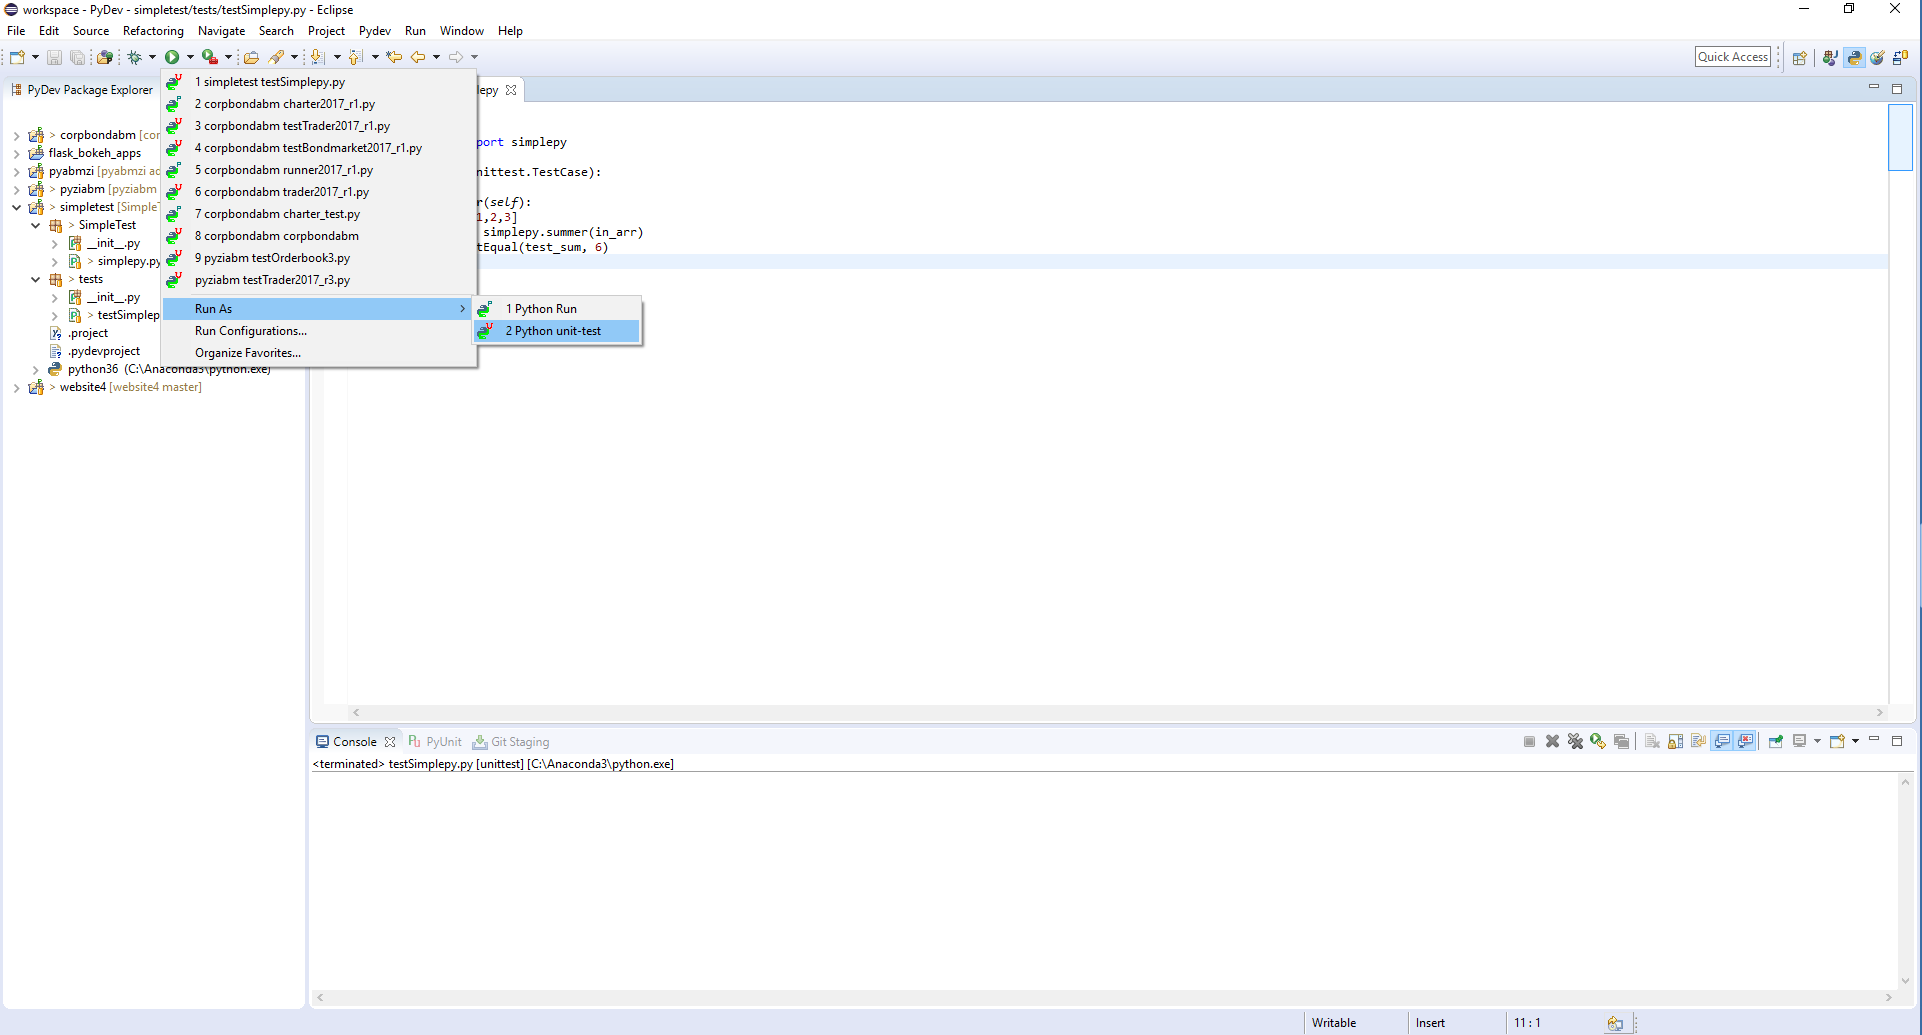 workspace - PyDev - simpletest/tests/testSimplepy.py - Eclipse
File Edit Source Refactoring Navigate Search Project Pydev Run Window Help
Quick Access
PyDev Package Explorer
> corpbondabm [cor
flask_bokeh_apps
pyabmzi [pyabmzi ad
> pyziabm [pyziabm
> simpletest [Simple
> SimpleTest
__init__.py
> simplepy.py
> tests
__init__.py
> testSimplep
.project
.pydevproject
python36 (C:\Anaconda3\python.exe)
> website4 [website4 master]
1 simpletest testSimplepy.py
2 corpbondabm charter2017_r1.py
3 corpbondabm testTrader2017_r1.py
4 corpbondabm testBondmarket2017_r1.py
5 corpbondabm runner2017_r1.py
6 corpbondabm trader2017_r1.py
7 corpbondabm charter_test.py
8 corpbondabm corpbondabm
9 pyziabm testOrderbook3.py
pyziabm testTrader2017_r3.py
Run As
Run Configurations...
Organize Favorites...
1 Python Run
2 Python unit-test
lepy
port simplepy
nittest.TestCase):
r(self):
1,2,3]
simplepy.summer(in_arr)
tEqual(test_sum, 6)
Console PyUnit Git Staging
<terminated> testSimplepy.py [unittest] [C:\Anaconda3\python.exe]
Writable Insert 11 : 1